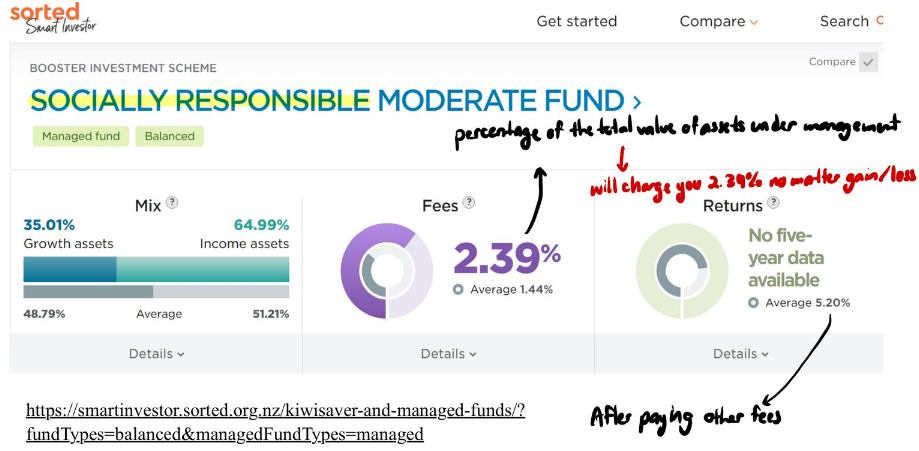 sorted
Smart Investor
Get started
Compare
Search
BOOSTER INVESTMENT SCHEME
Compare
SOCIALLY RESPONSIBLE MODERATE FUND >
Managed fund
Balanced
percentage of the total value of assets under management
will charge you 2.39% no matter gain/loss
Mix ?
35.01%
64.99%
Growth assets
Income assets
48.79%
Average
51.21%
Details
Fees ?
2.39%
Average 1.44%
Details
Returns ?
No five-
year data
available
Average 5.20%
Details
After paying other fees
https://smartinvestor.sorted.org.nz/kiwisaver-and-managed-funds/?
fundTypes=balanced&managedFundTypes=managed